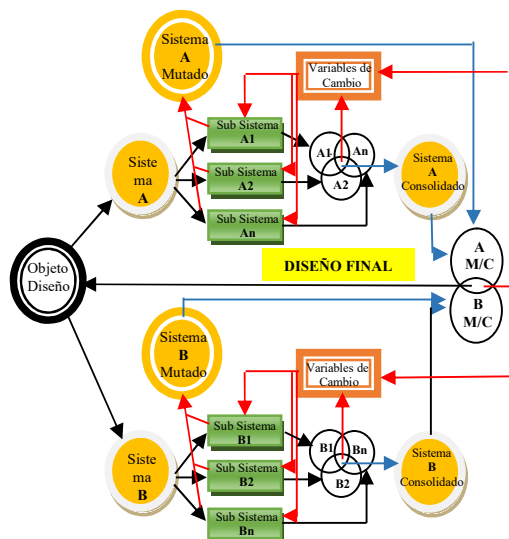 Sistema
A
Mutado
Variables de
Cambio
Sub Sistema
A1
A1
An
A2
Siste
ma
A
Sub Sistema
A2
Sistema
A
Consolidado
Sub Sistema
An
Objeto
Diseño
DISEÑO FINAL
A
M/C
B
M/C
Sistema
B
Mutado
Variables de
Cambio
Sub Sistema
B1
B1
Bn
B2
Siste
ma
B
Sub Sistema
B2
Sistema
B
Consolidado
Sub Sistema
Bn